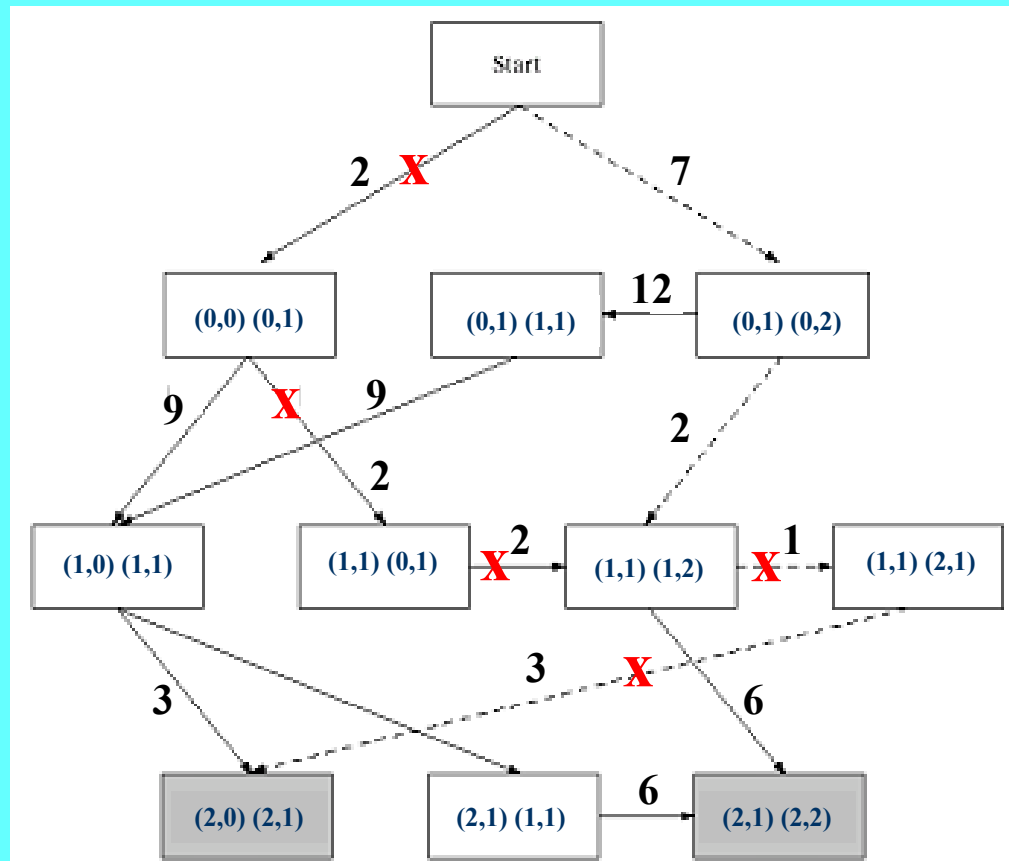 Start
2 X 7
(0,0) (0,1)
(0,1) (1,1)
12
(0,1) (0,2)
9 X 9 2
2
(1,0) (1,1)
(1,1) (0,1)
X 2
(1,1) (1,2)
X 1
(1,1) (2,1)
3 3 X 6
(2,0) (2,1)
(2,1) (1,1)
6
(2,1) (2,2)